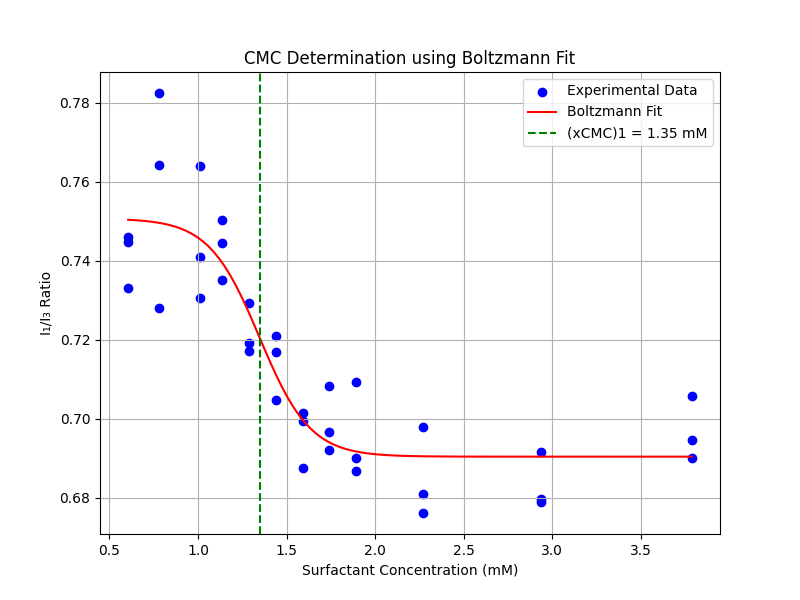 CMC Determination using Boltzmann Fit
Experimental Data
Boltzmann Fit
(xCMC)1 = 1.35 mM
I₁/I₃ Ratio
0.78
0.76
0.74
0.72
0.70
0.68
0.5 1.0 1.5 2.0 2.5 3.0 3.5
Surfactant Concentration (mM)